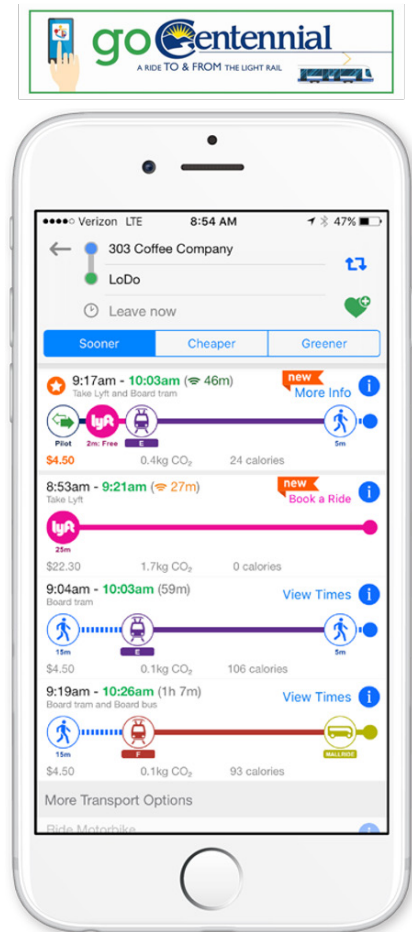 go Centennial
A RIDE TO & FROM THE LIGHT RAIL
Verizon LTE 8:54 AM 47%
303 Coffee Company
LoDo
Leave now
Sooner Cheaper Greener
9:17am - 10:03am (46m) new
Take Lyft and Board tram More Info i
lyft
Pilot 2m: Free E 5m
$4.50 0.4kg CO₂ 24 calories
8:53am - 9:21am (27m) new
Take Lyft Book a Ride i
lyft
25m
$22.30 1.7kg CO₂ 0 calories
9:04am - 10:03am (59m) View Times i
Board tram
15m E 5m
$4.50 0.1kg CO₂ 106 calories
9:19am - 10:26am (1h 7m) View Times i
Board tram and Board bus
15m F MALLRIDE
$4.50 0.1kg CO₂ 93 calories
More Transport Options
Ride Motorbike